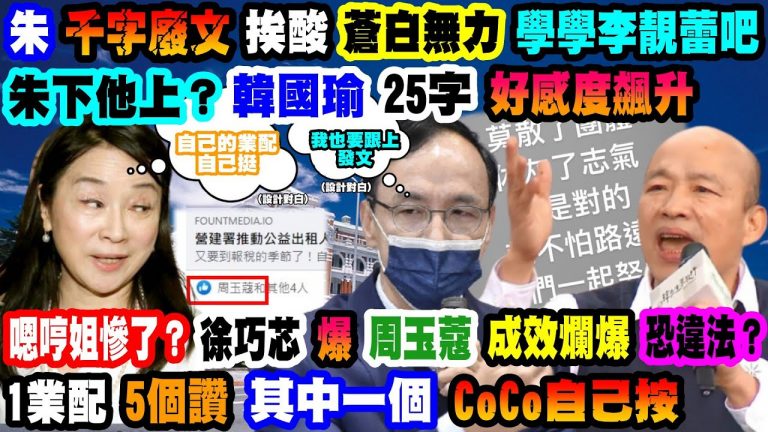 朱 千字廢文 挨酸 蒼白無力 學學李靚蕾吧
朱下他上？ 韓國瑜 25字 好感度飆升
自己的業配
自己挺
(設計對白)
我也要跟上
發文
(設計對白)
莫散了團體
了志氣
是對的
不怕路遠
們一起努
FOUNTMEDIA.IO
營建署推動公益出租人
又要到報稅的季節了！自
周玉蔻和其他4人
嗯哼姐慘了？ 徐巧芯 爆 周玉蔻 成效爛爆 恐違法？
1業配 5個讚 其中一個 CoCo自己按